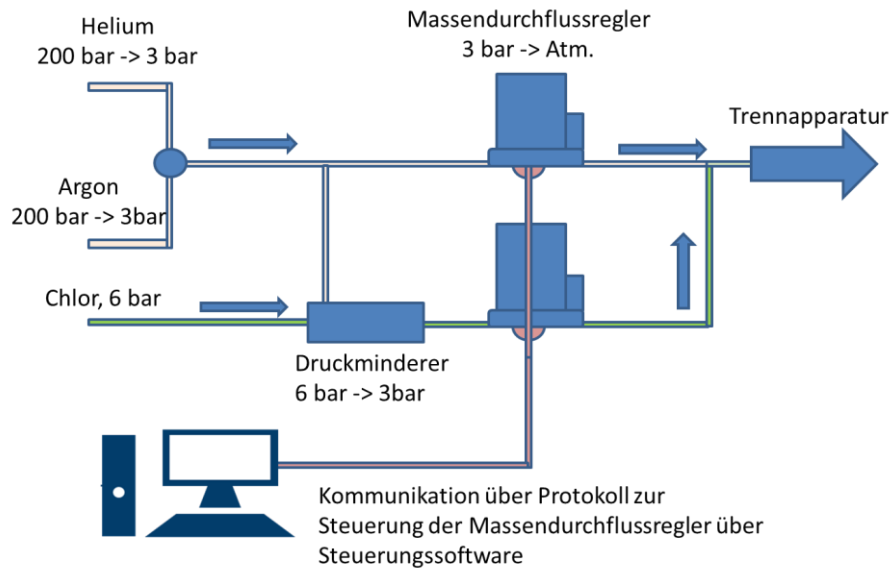 Helium
200 bar -> 3 bar
Massendurchflussregler
3 bar -> Atm.
Trennapparatur
Argon
200 bar -> 3bar
Chlor, 6 bar
Druckminderer
6 bar -> 3bar
Kommunikation über Protokoll zur
Steuerung der Massendurchflussregler über
Steuerungssoftware